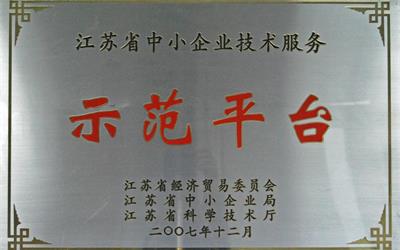 江苏省中小企业技术服务
示范平台
江苏省经济贸易委员会
江苏省中小企业局
江苏省科学技术厅
二〇〇七年十二月